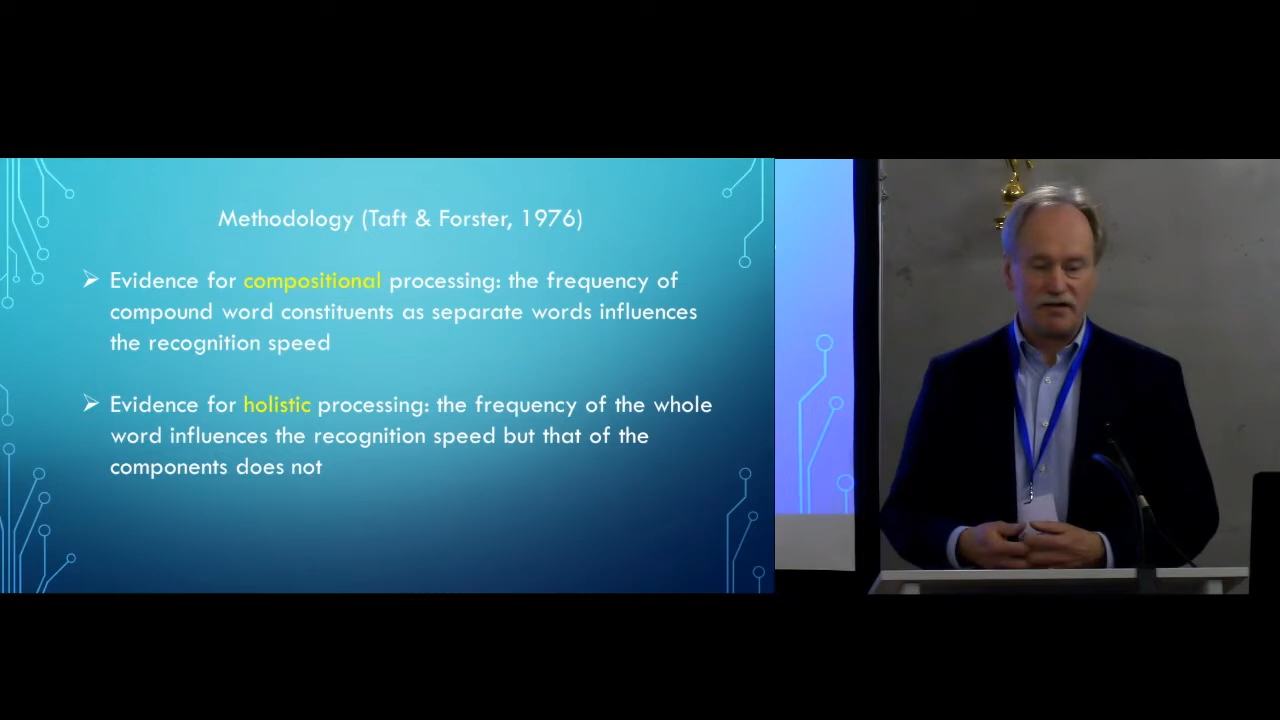 Methodology (Taft & Forster, 1976)
Evidence for compositional processing: the frequency of
compound word constituents as separate words influences
the recognition speed
Evidence for holistic processing: the frequency of the whole
word influences the recognition speed but that of the
components does not